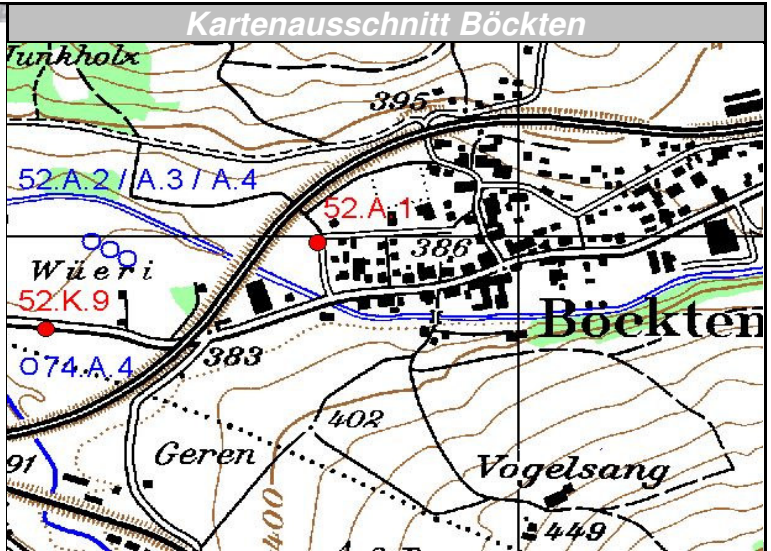 Kartenausschnitt Böckten
Junkholz
395
52.A.2 / A.3 / A.4
52.A.1
386
Wüeri
52.K.9
Böckten
383
74.A.4
402
91
Geren
Vogelsang
400
449